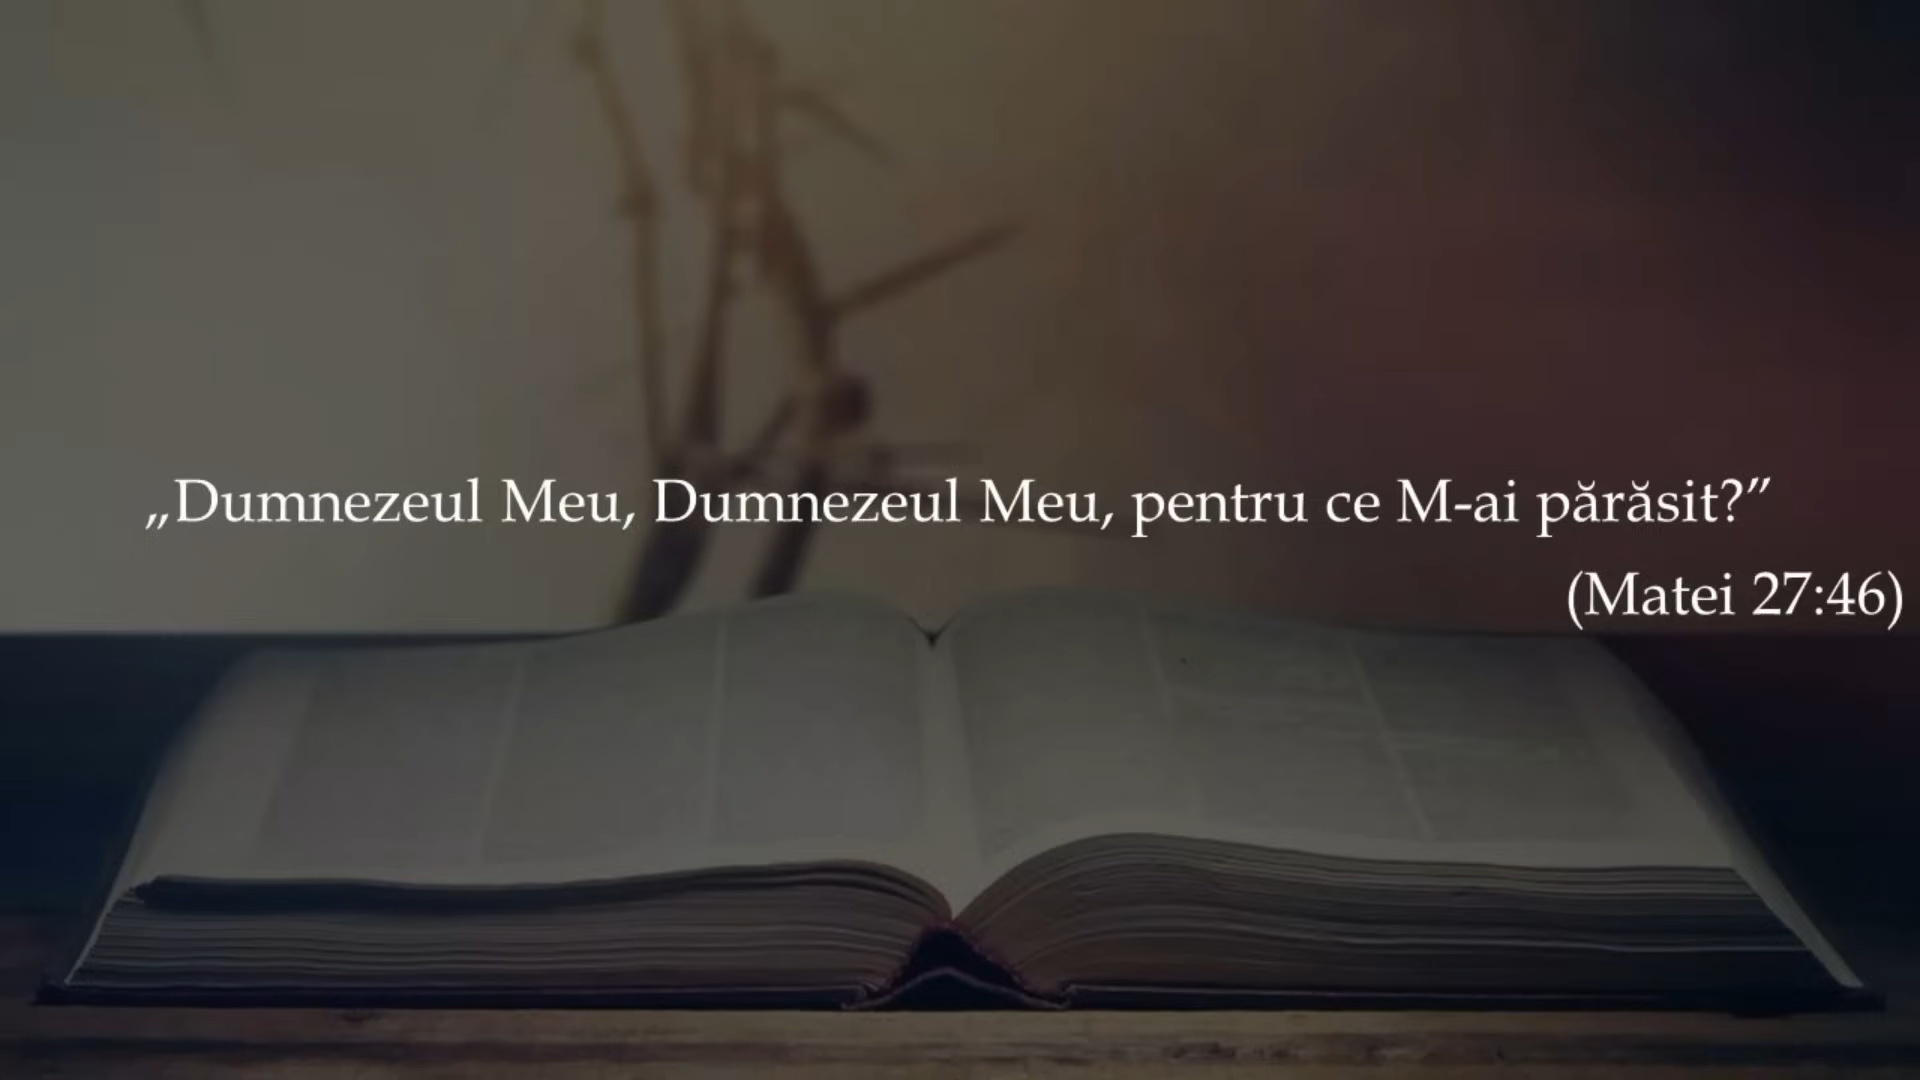 „Dumnezeul Meu, Dumnezeul Meu, pentru ce M-ai părăsit?”
(Matei 27:46)